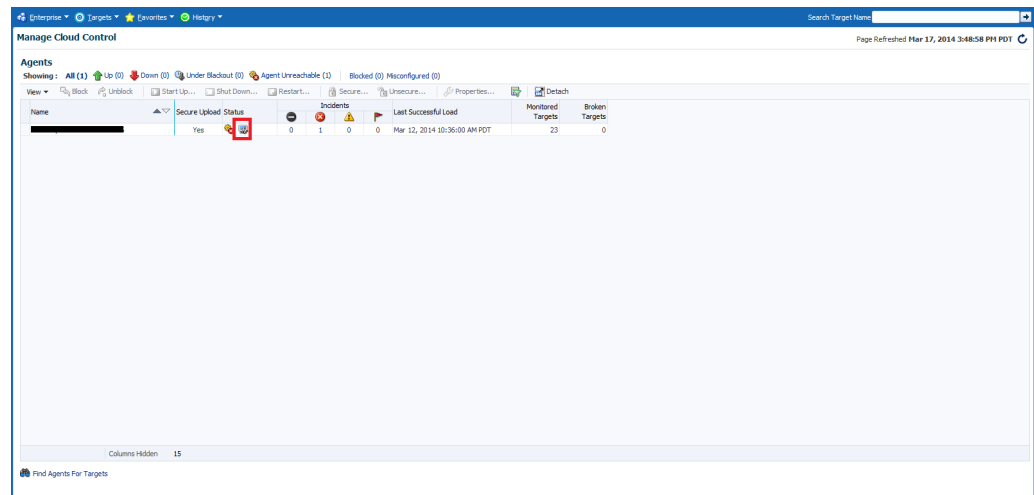 Enterprise Targets Favorites History Search Target Name
Manage Cloud Control Page Refreshed Mar 17, 2014 3:48:58 PM PDT
Agents
Showing : All (1) Up (0) Down (0) Under Blackout (0) Agent Unreachable (1) Blocked (0) Misconfigured (0)
View Block Unblock Start Up... Shut Down... Restart... Secure... Unsecure... Properties... Detach
Name Secure Upload Status Incidents Last Successful Load Monitored Targets Broken Targets
Yes 0 1 0 0 Mar 12, 2014 10:36:00 AM PDT 23 0
Columns Hidden 15
Find Agents For Targets